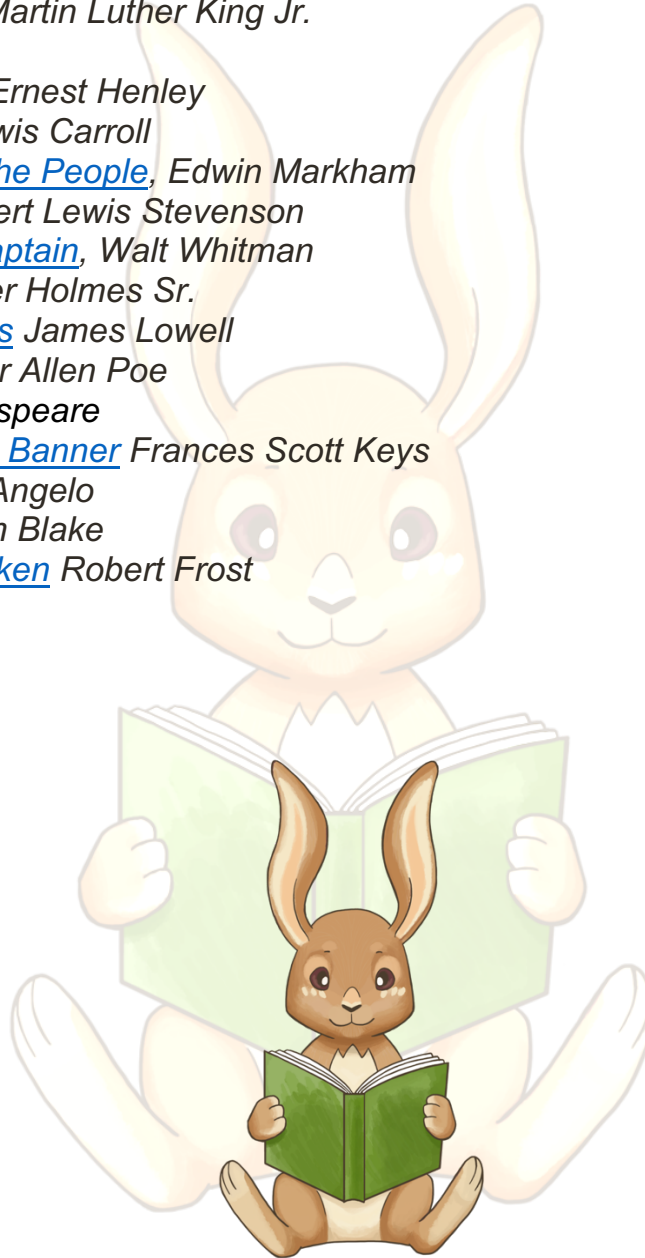 Martin Luther King Jr.
Ernest Henley
wis Carroll
he People, Edwin Markham
ert Lewis Stevenson
aptain, Walt Whitman
er Holmes Sr.
s James Lowell
r Allen Poe
speare
Banner Frances Scott Keys
Angelo
n Blake
ken Robert Frost